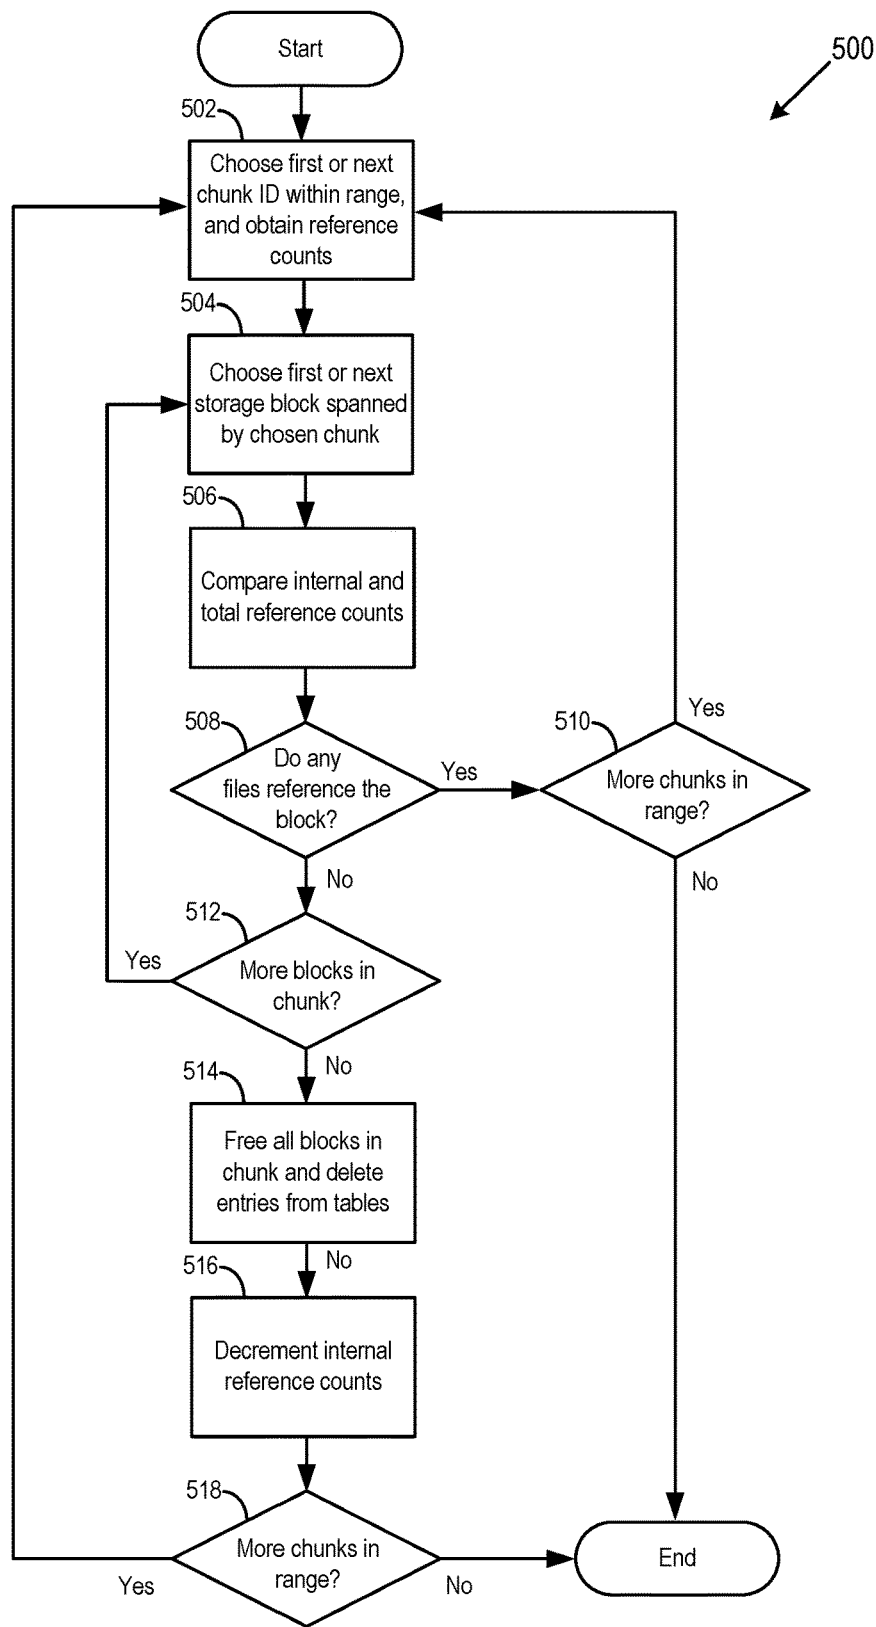 Start
500
502
Choose first or next
chunk ID within range,
and obtain reference
counts
504
Choose first or next
storage block spanned
by chosen chunk
506
Compare internal and
total reference counts
508
Do any
files reference the
block?
Yes
510
More chunks in
range?
Yes
No
No
512
More blocks in
chunk?
Yes
No
514
Free all blocks in
chunk and delete
entries from tables
No
516
Decrement internal
reference counts
518
More chunks in
range?
Yes
No
End